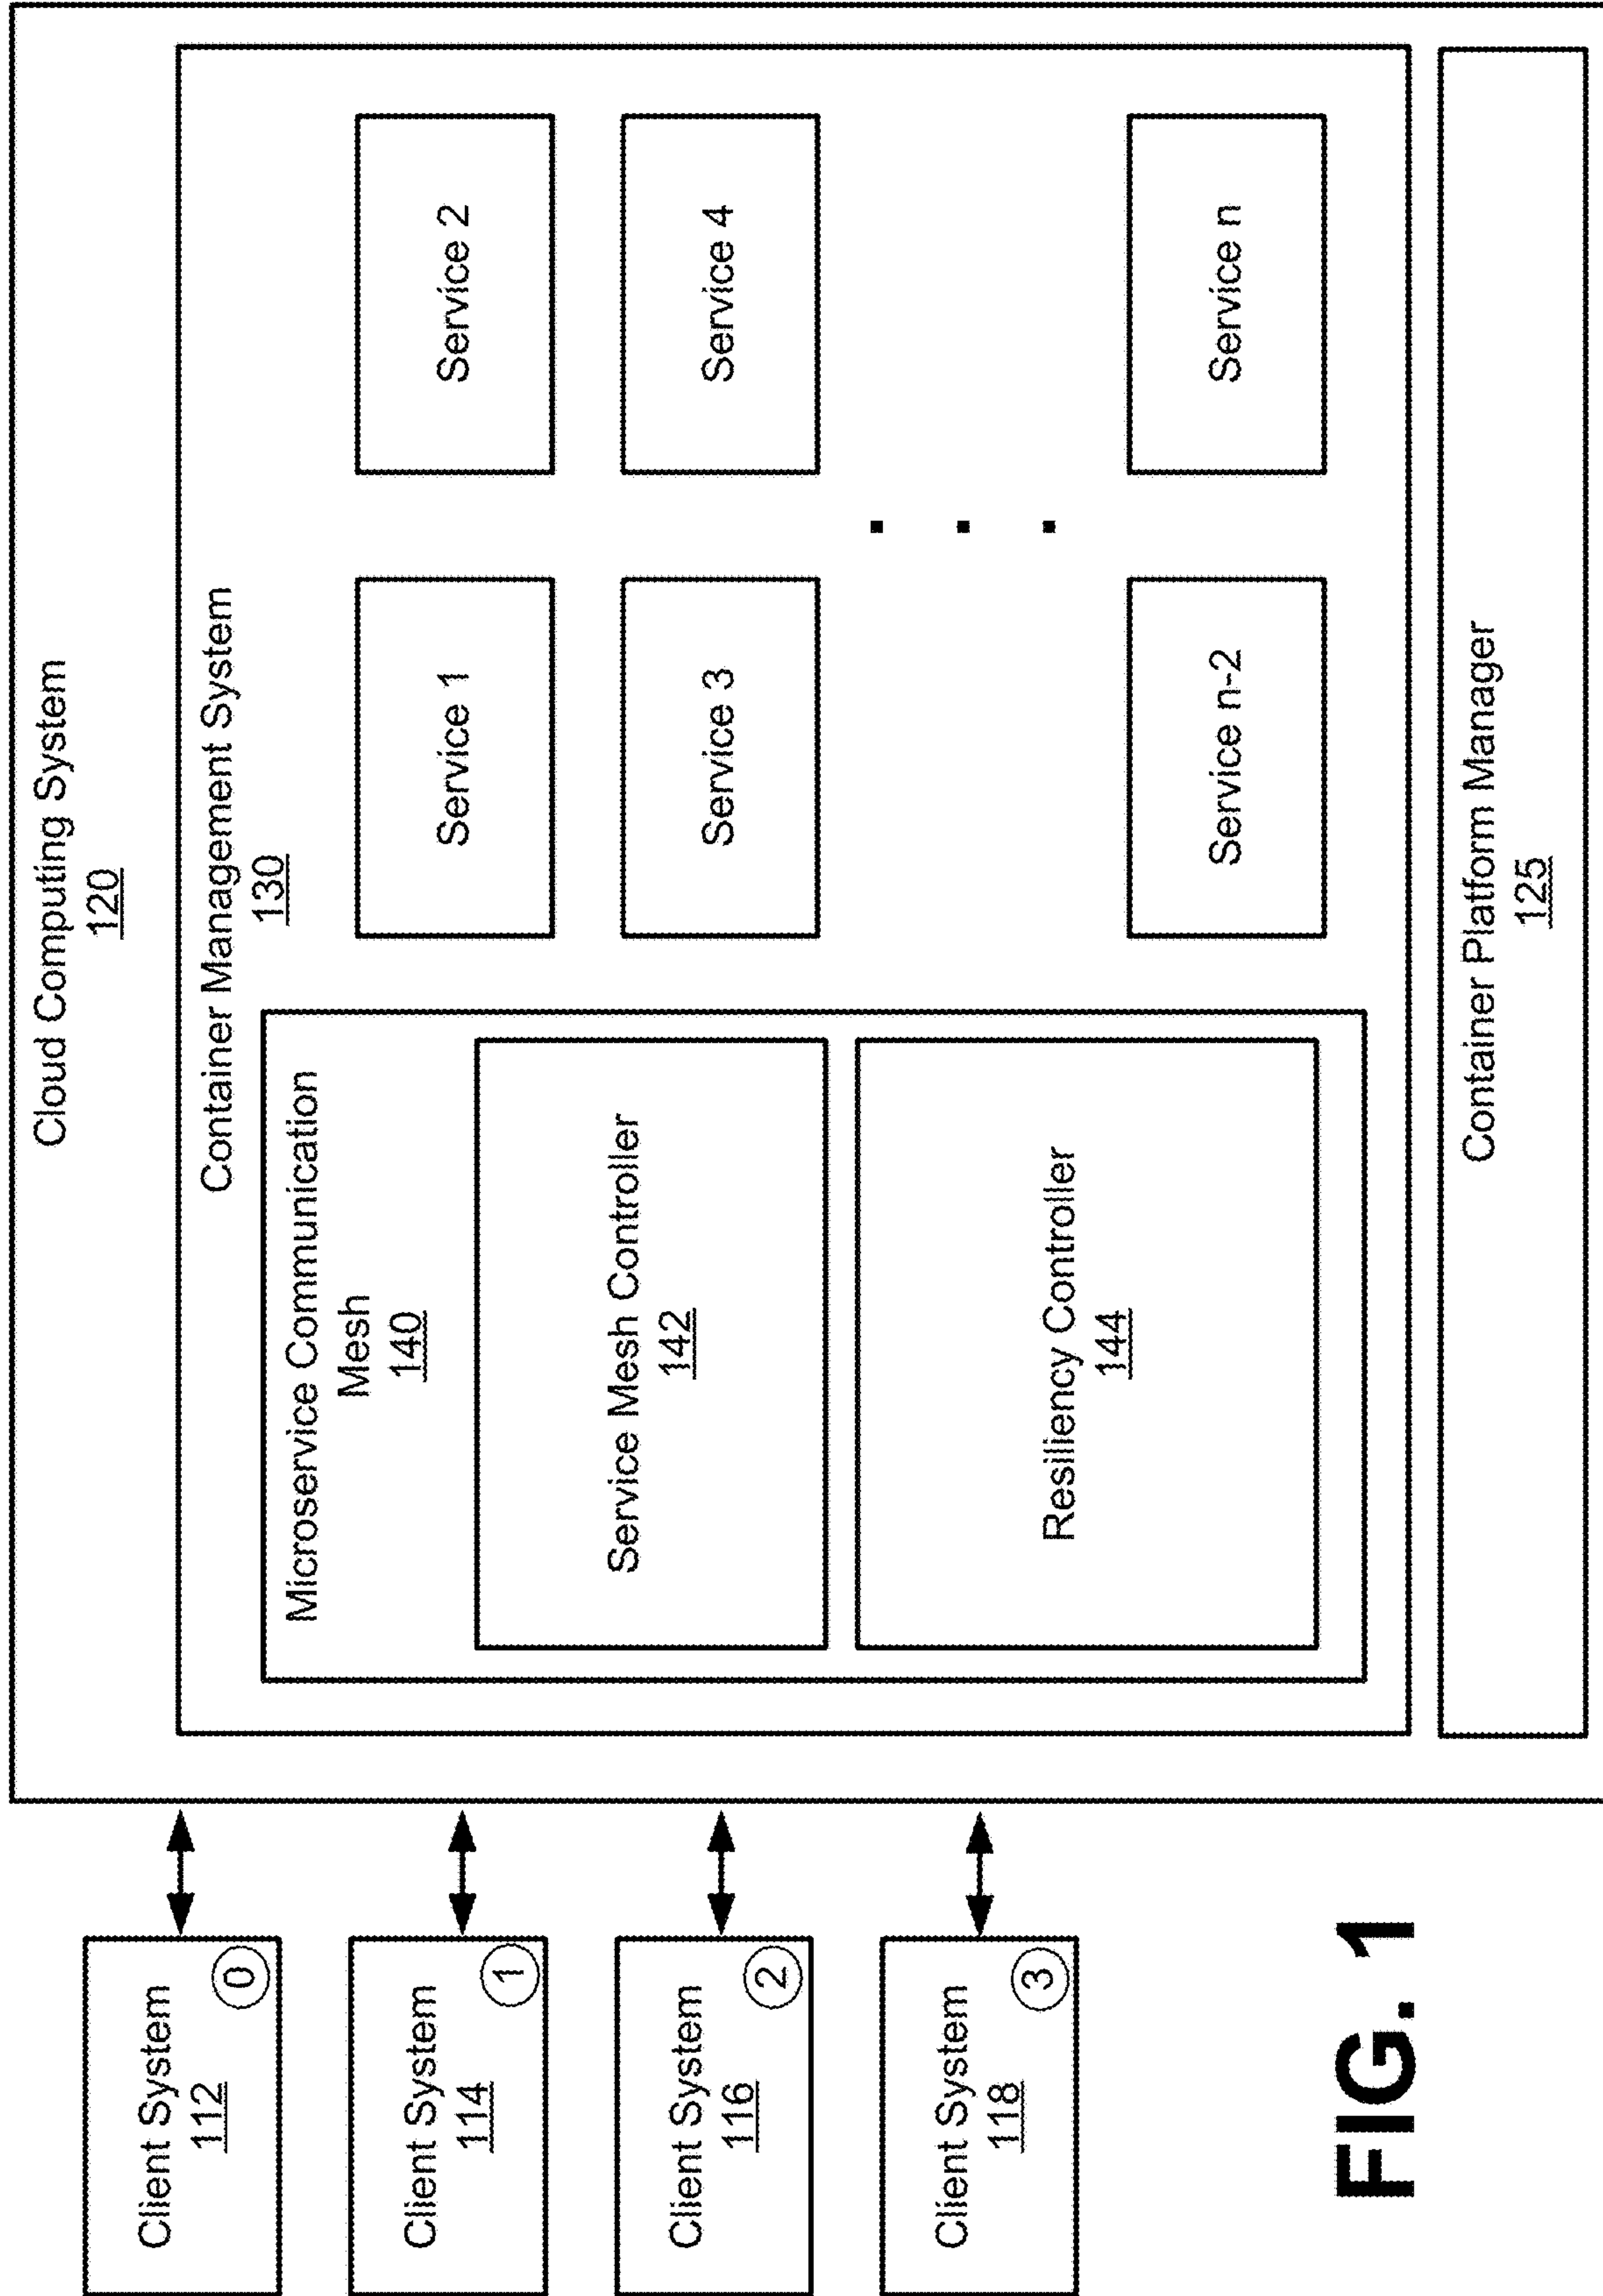 Cloud Computing System
120
Container Management System
130
Client System
112
0
Client System
114
1
Client System
116
2
Client System
118
3
Microservice Communication
Mesh
140
Service Mesh Controller
142
Resiliency Controller
144
Service 1
Service 2
Service 3
Service 4
Service n-2
Service n
Container Platform Manager
125
FIG. 1